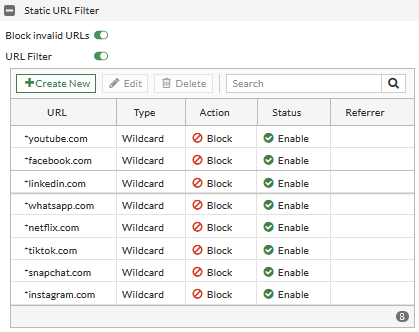 Static URL Filter
Block invalid URLs
URL Filter
+Create New Edit Delete Search
URL Type Action Status Referrer
*youtube.com Wildcard Block Enable
*facebook.com Wildcard Block Enable
*linkedin.com Wildcard Block Enable
*whatsapp.com Wildcard Block Enable
*netflix.com Wildcard Block Enable
*tiktok.com Wildcard Block Enable
*snapchat.com Wildcard Block Enable
*instagram.com Wildcard Block Enable
8